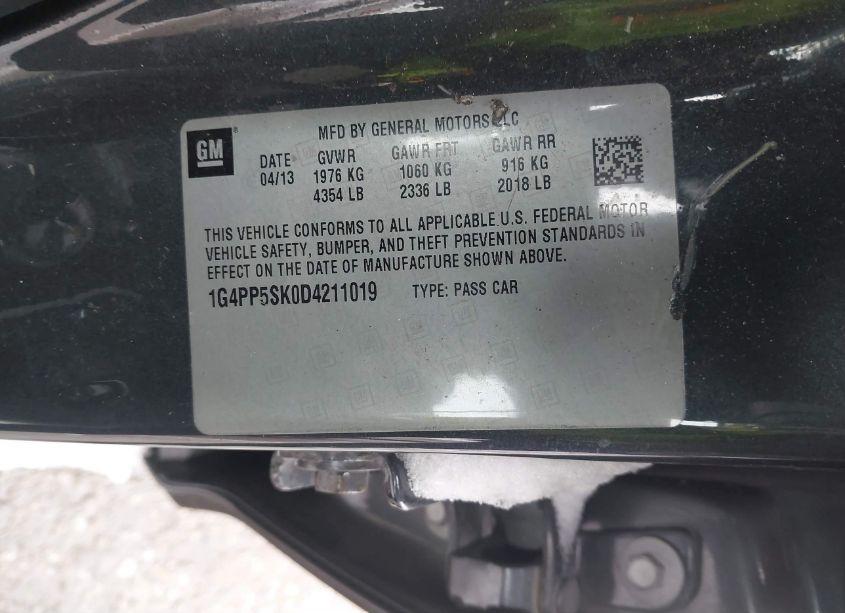 GM
MFD BY GENERAL MOTORS LLC
DATE GVWR GAWR FRT GAWR RR
04/13 1976 KG 1060 KG 916 KG
4354 LB 2336 LB 2018 LB
THIS VEHICLE CONFORMS TO ALL APPLICABLE U.S. FEDERAL MOTOR
VEHICLE SAFETY, BUMPER, AND THEFT PREVENTION STANDARDS IN
EFFECT ON THE DATE OF MANUFACTURE SHOWN ABOVE.
1G4PP5SK0D4211019 TYPE: PASS CAR